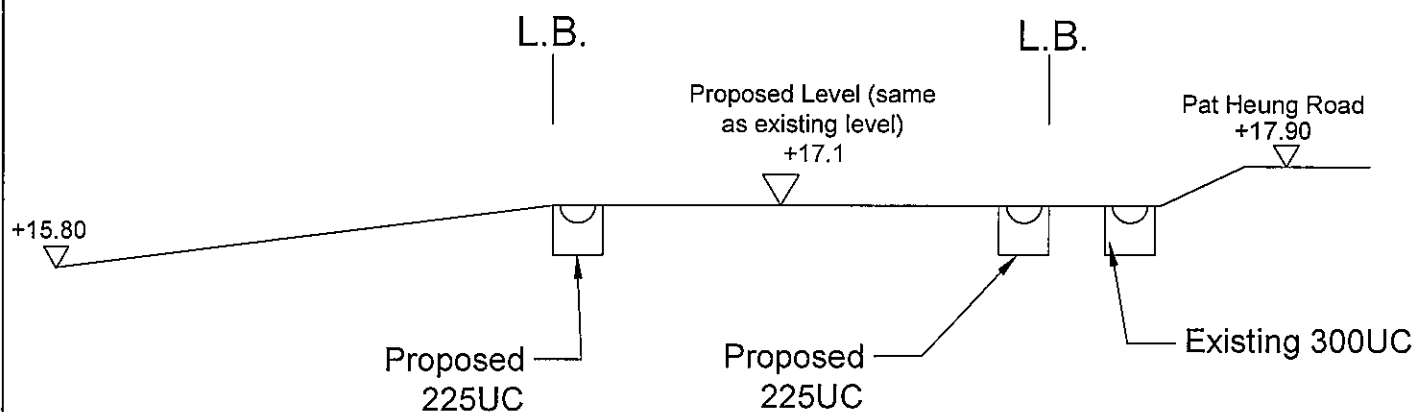 L.B.
L.B.
Proposed Level (same
as existing level)
+17.1
Pat Heung Road
+17.90
+15.80
Proposed
225UC
Proposed
225UC
Existing 300UC